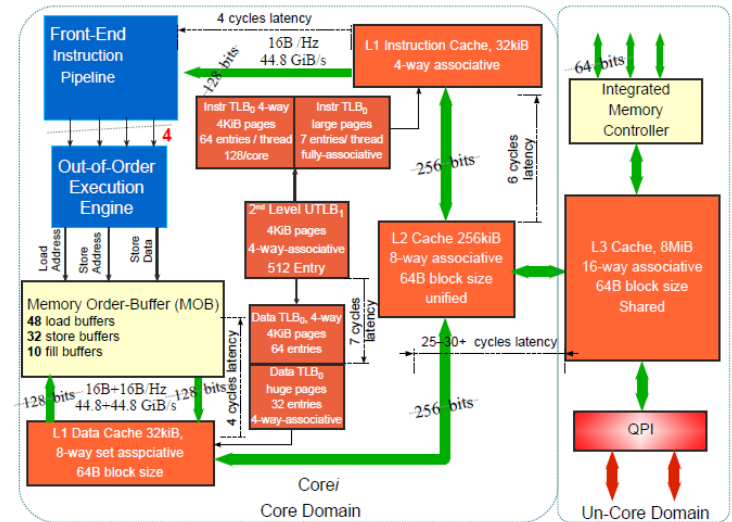 Front-End
Instruction
Pipeline
4 cycles latency
16B /Hz
44.8 GiB/s
128 bits
L1 Instruction Cache, 32kiB
4-way associative
64 bits
Integrated
Memory
Controller
Instr TLB0 4-way
4KiB pages
64 entries / thread
128/core
Instr TLB0
large pages
7 entries/ thread
fully-associative
4
Out-of-Order
Execution
Engine
256 bits
6 cycles
latency
Load
Address
Store
Address
Store
Data
2nd Level UTLB1
4KiB pages
4-way-associative
512 Entry
L2 Cache 256kiB
8-way associative
64B block size
unified
L3 Cache, 8MiB
16-way associative
64B block size
Shared
Memory Order-Buffer (MOB)
48 load buffers
32 store buffers
10 fill buffers
Data TLB0, 4-way
4KiB pages
64 entries
7 cycles
latency
25–30+ cycles latency
Data TLB0
huge pages
32 entries
4-way-associative
4 cycles latency
128 bits
16B+16B/Hz
44.8+44.8 GiB/s
128 bits
256 bits
L1 Data Cache 32kiB,
8-way set asspciative
64B block size
QPI
Corei
Core Domain
Un-Core Domain